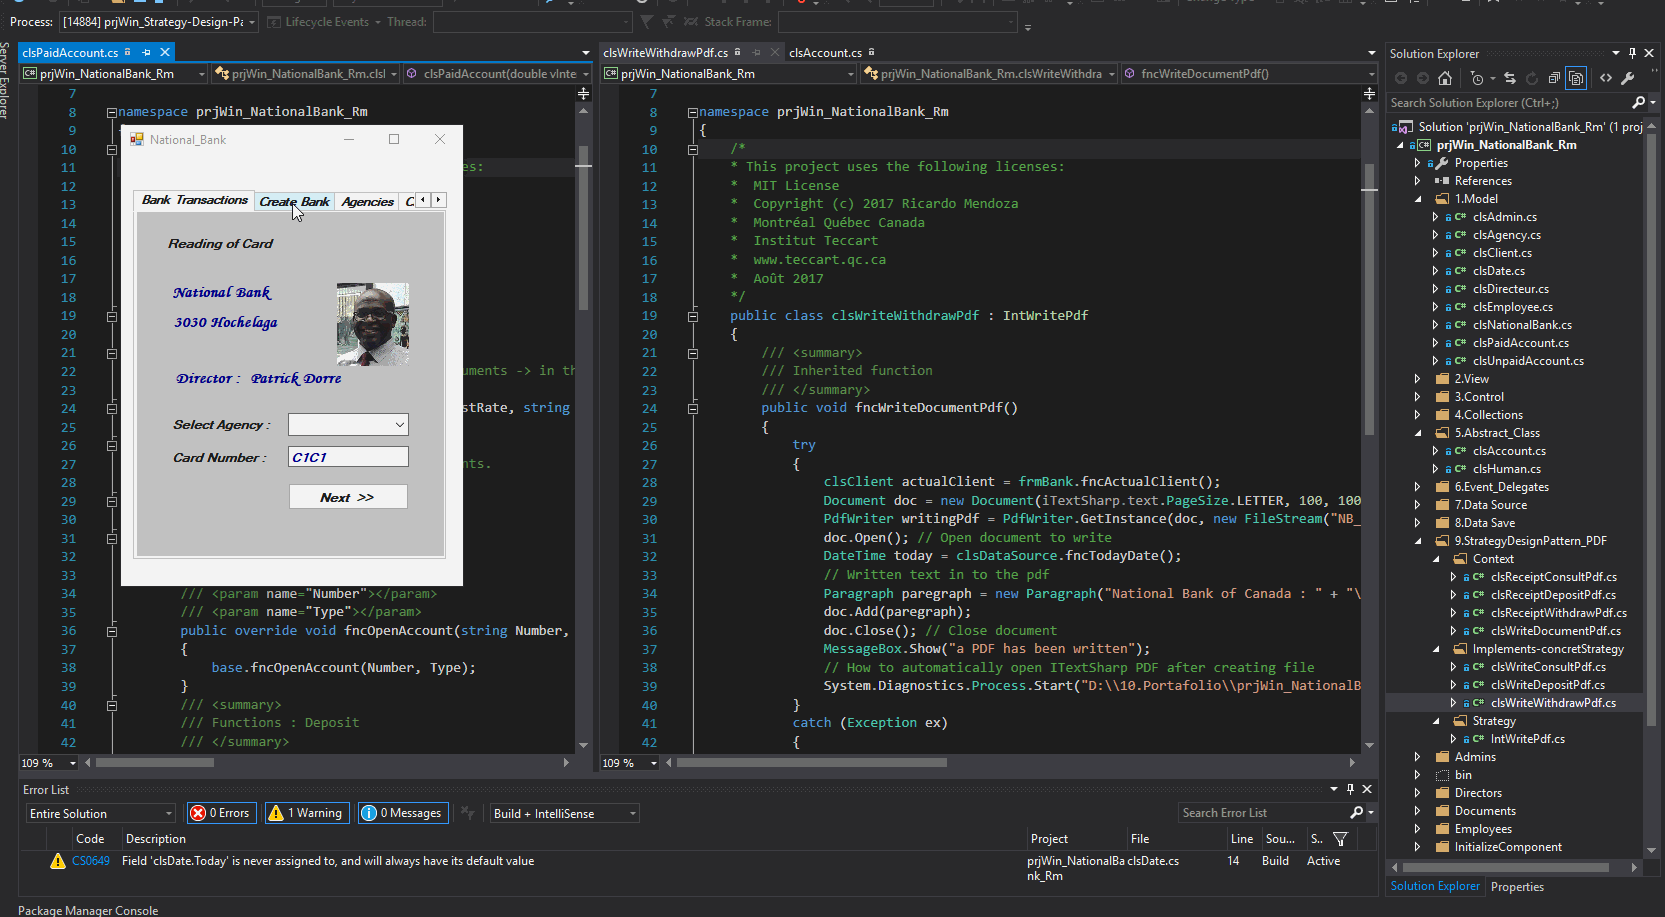 Process: [14884] prjWin_Strategy-Design-Pa Lifecycle Events Thread: Stack Frame:
Server Explorer
clsPaidAccount.cs
prjWin_NationalBank_Rm prjWin_NationalBank_Rm.clsl clsPaidAccount(double vInte
7
8 namespace prjWin_NationalBank_Rm
9
10
11 es:
12
13
14
15
16
17
18
19
20
21
22 uments -> in th
23
24 stRate, string
25
26
27 nts.
28
29
30
31
32
33
34 /// <param name="Number"></param>
35 /// <param name="Type"></param>
36 public override void fncOpenAccount(string Number,
37 {
38 base.fncOpenAccount(Number, Type);
39 }
40 /// <summary>
41 /// Functions : Deposit
42 /// </summary>
109 %
National_Bank
Bank Transactions Create Bank Agencies C
Reading of Card
National Bank
3030 Hochelaga
Director : Patrick Dorre
Select Agency :
Card Number : C1C1
Next >>
clsWriteWithdrawPdf.cs clsAccount.cs
prjWin_NationalBank_Rm prjWin_NationalBank_Rm.clsWriteWithdra fncWriteDocumentPdf()
7
8 namespace prjWin_NationalBank_Rm
9 {
10 /*
11 * This project uses the following licenses:
12 * MIT License
13 * Copyright (c) 2017 Ricardo Mendoza
14 * Montréal Québec Canada
15 * Institut Teccart
16 * www.teccart.qc.ca
17 * Août 2017
18 */
19 public class clsWriteWithdrawPdf : IntWritePdf
20 {
21 /// <summary>
22 /// Inherited function
23 /// </summary>
24 public void fncWriteDocumentPdf()
25 {
26 try
27 {
28 clsClient actualClient = frmBank.fncActualClient();
29 Document doc = new Document(iTextSharp.text.PageSize.LETTER, 100, 100
30 PdfWriter writingPdf = PdfWriter.GetInstance(doc, new FileStream("NB_
31 doc.Open(); // Open document to write
32 DateTime today = clsDataSource.fncTodayDate();
33 // Written text in to the pdf
34 Paragraph paregraph = new Paragraph("National Bank of Canada : " + "\
35 doc.Add(paregraph);
36 doc.Close(); // Close document
37 MessageBox.Show("a PDF has been written");
38 // How to automatically open ITextSharp PDF after creating file
39 System.Diagnostics.Process.Start("D:\\10.Portafolio\\prjWin_NationalB
40 }
41 catch (Exception ex)
42 {
109 %
Solution Explorer
Search Solution Explorer (Ctrl+;)
Solution 'prjWin_NationalBank_Rm' (1 proj
prjWin_NationalBank_Rm
Properties
References
1.Model
clsAdmin.cs
clsAgency.cs
clsClient.cs
clsDate.cs
clsDirecteur.cs
clsEmployee.cs
clsNationalBank.cs
clsPaidAccount.cs
clsUnpaidAccount.cs
2.View
3.Control
4.Collections
5.Abstract_Class
clsAccount.cs
clsHuman.cs
6.Event_Delegates
7.Data Source
8.Data Save
9.StrategyDesignPattern_PDF
Context
clsReceiptConsultPdf.cs
clsReceiptDepositPdf.cs
clsReceiptWithdrawPdf.cs
clsWriteDocumentPdf.cs
Implements-concretStrategy
clsWriteConsultPdf.cs
clsWriteDepositPdf.cs
clsWriteWithdrawPdf.cs
Strategy
IntWritePdf.cs
Admins
bin
Directors
Documents
Employees
InitializeComponent
Solution Explorer Properties
Error List
Entire Solution 0 Errors 1 Warning 0 Messages Build + IntelliSense Search Error List
Code Description Project File Line Sou... S..
CS0649 Field 'clsDate.Today' is never assigned to, and will always have its default value prjWin_NationalBa clsDate.cs 14 Build Active
nk_Rm
Package Manager Console